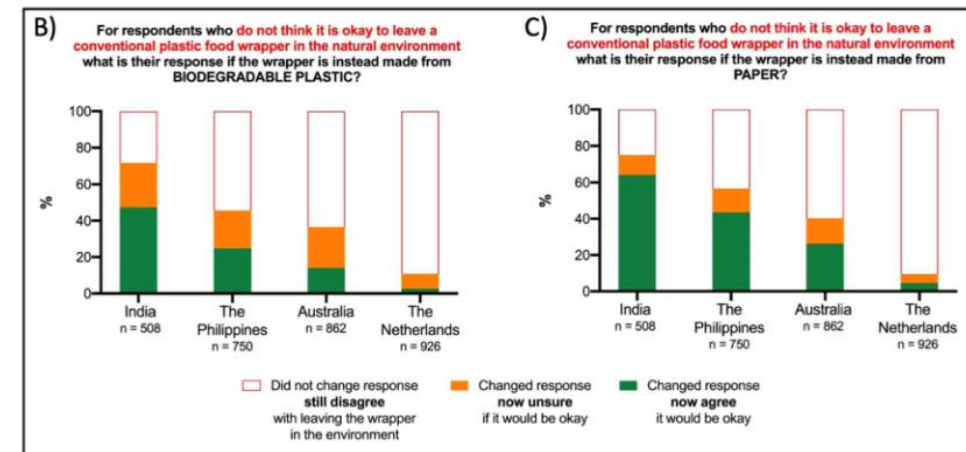 B)
For respondents who do not think it is okay to leave a
conventional plastic food wrapper in the natural environment
what is their response if the wrapper is instead made from
BIODEGRADABLE PLASTIC?
100
80
60
40
20
0
%
India
n = 508
The
Philippines
n = 750
Australia
n = 862
The
Netherlands
n = 926
C)
For respondents who do not think it is okay to leave a
conventional plastic food wrapper in the natural environment
what is their response if the wrapper is instead made from
PAPER?
100
80
60
40
20
0
%
India
n = 508
The
Philippines
n = 750
Australia
n = 862
The
Netherlands
n = 926
Did not change response
still disagree
with leaving the wrapper
in the environment
Changed response
now unsure
if it would be okay
Changed response
now agree
it would be okay